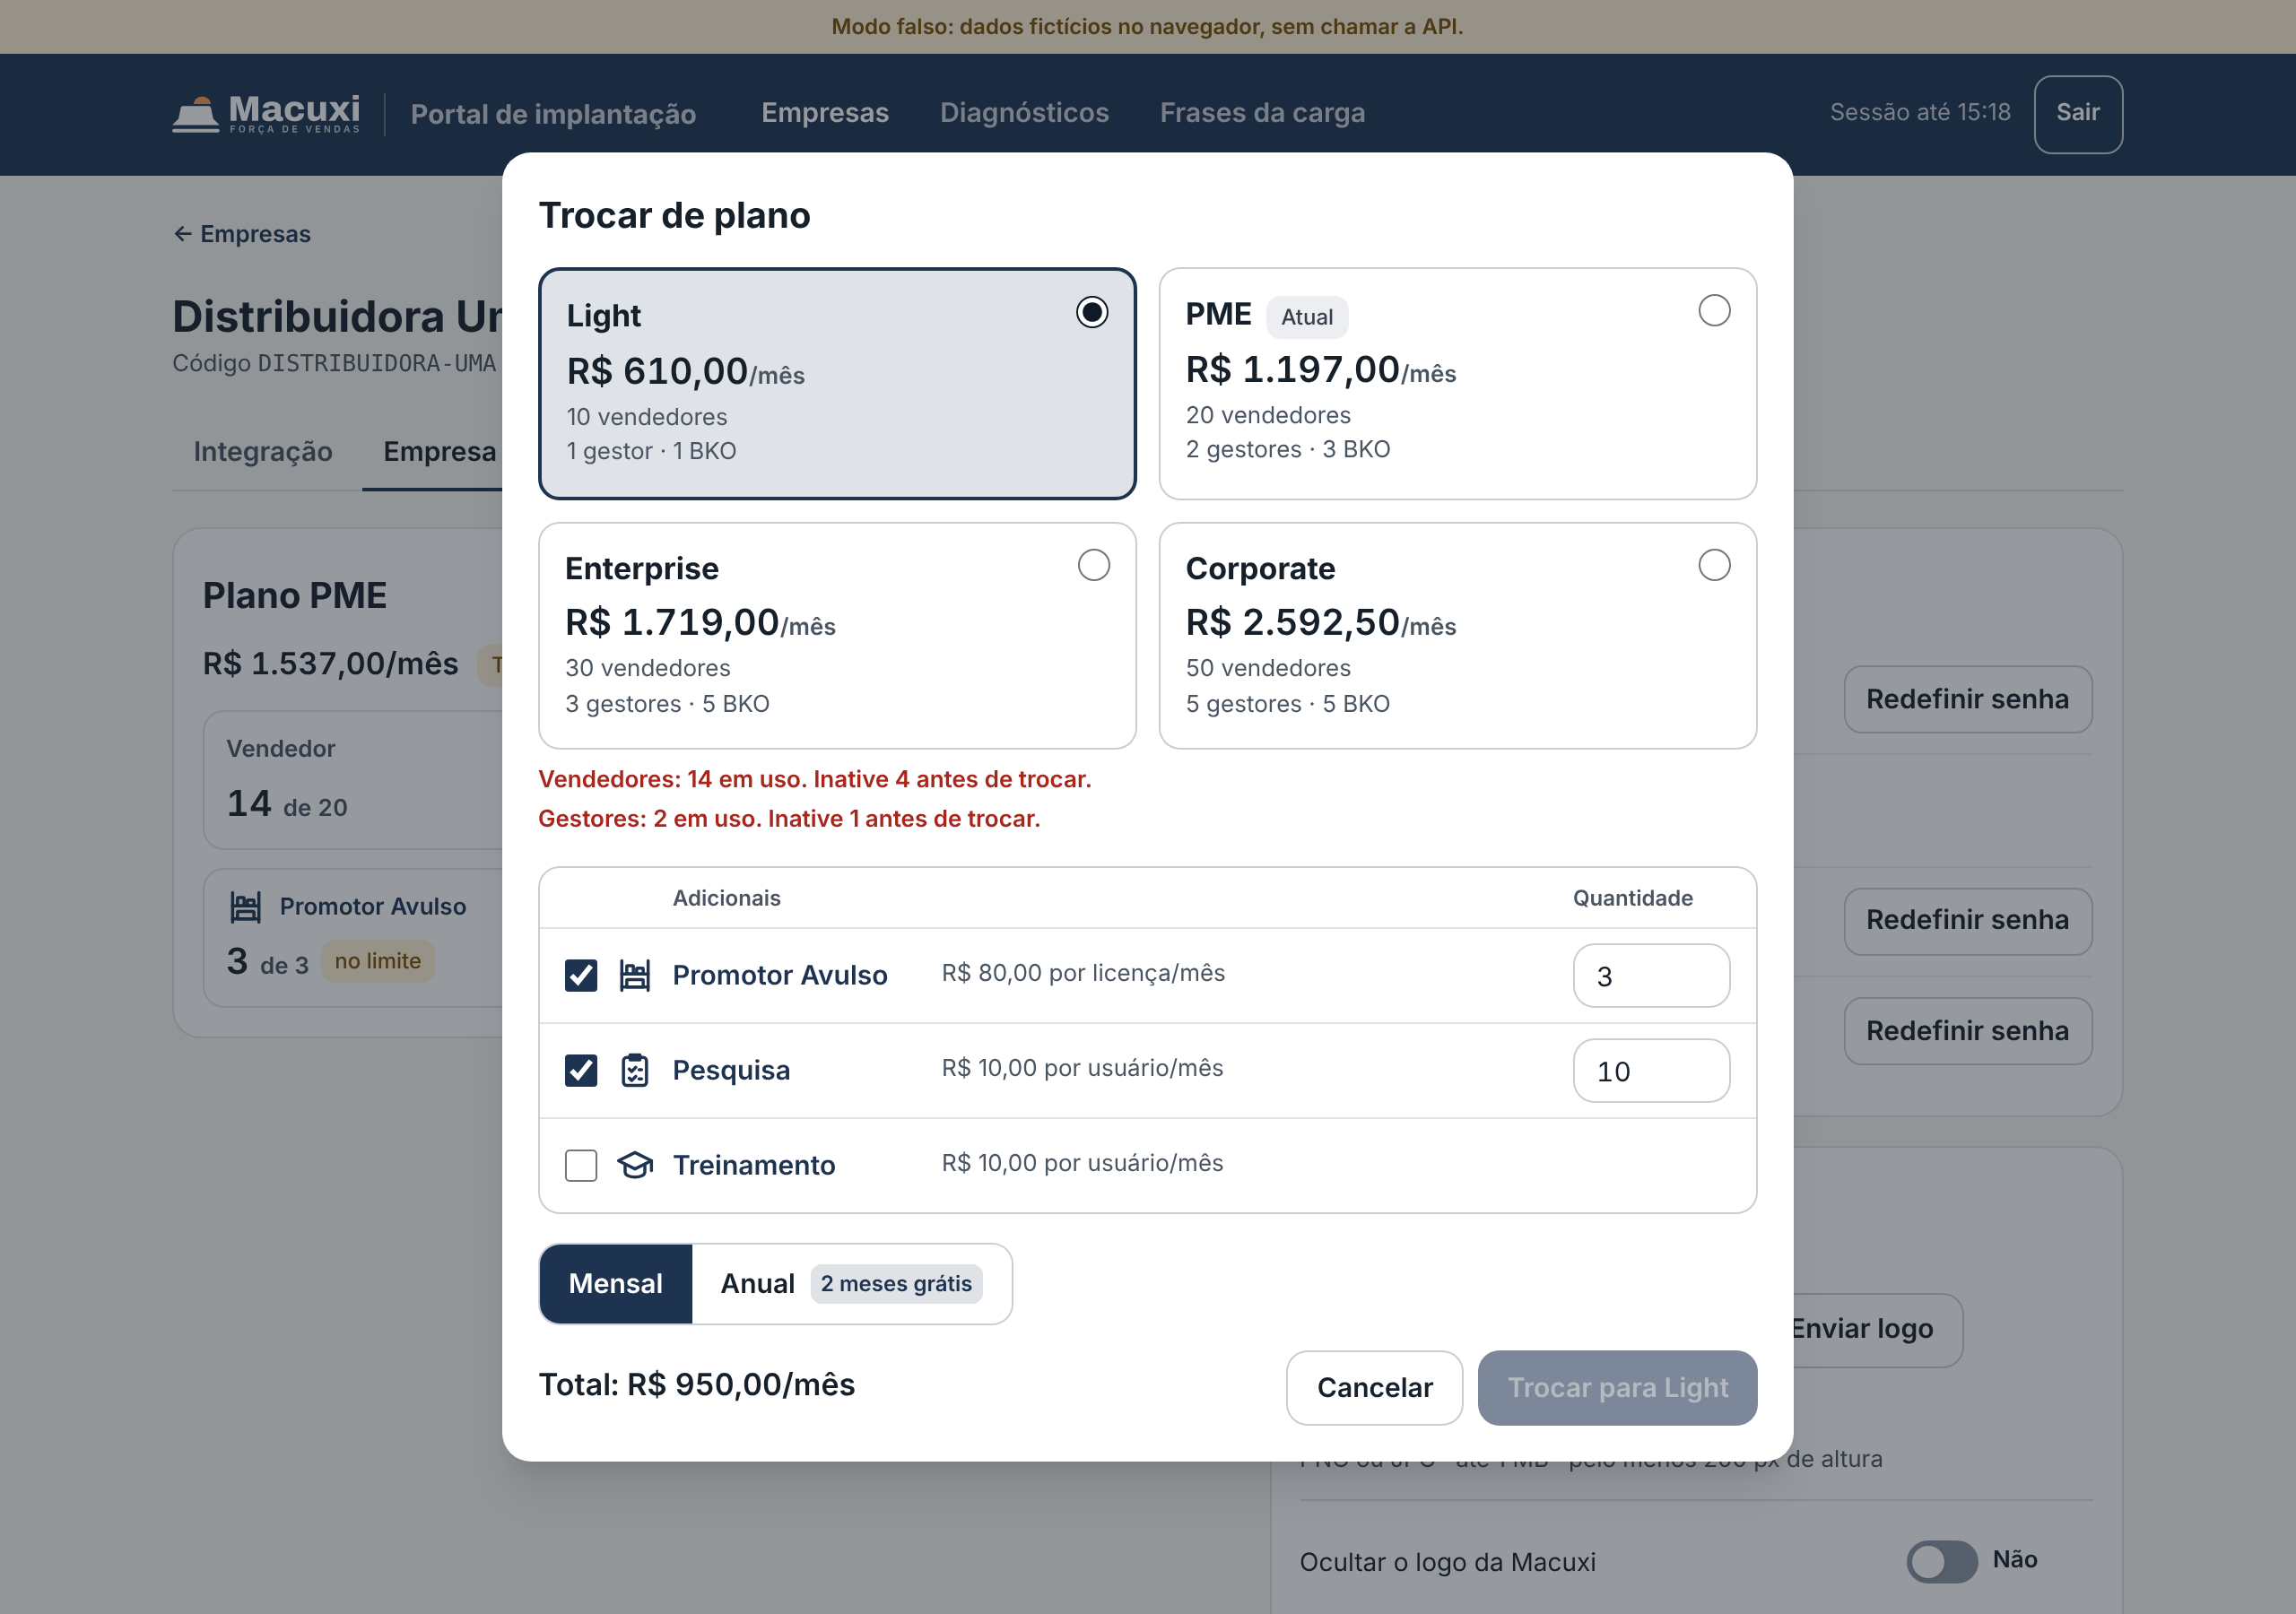 Modo falso: dados fictícios no navegador, sem chamar a API.
Macuxi
FORÇA DE VENDAS
Portal de implantação
Empresas
Diagnósticos
Frases da carga
Sessão até 15:18
Sair
← Empresas
Distribuidora
Código DISTRIBUIDORA-UMA
Integração
Empresa
Plano PME
R$ 1.537,00/mês
Vendedor
14 de 20
Promotor Avulso
3 de 3 no limite
Trocar de plano
Light
R$ 610,00/mês
10 vendedores
1 gestor · 1 BKO
PME Atual
R$ 1.197,00/mês
20 vendedores
2 gestores · 3 BKO
Enterprise
R$ 1.719,00/mês
30 vendedores
3 gestores · 5 BKO
Corporate
R$ 2.592,50/mês
50 vendedores
5 gestores · 5 BKO
Vendedores: 14 em uso. Inative 4 antes de trocar.
Gestores: 2 em uso. Inative 1 antes de trocar.
Adicionais Quantidade
Promotor Avulso R$ 80,00 por licença/mês 3
Pesquisa R$ 10,00 por usuário/mês 10
Treinamento R$ 10,00 por usuário/mês
Mensal
Anual 2 meses grátis
Total: R$ 950,00/mês
Cancelar
Trocar para Light
Redefinir senha
Redefinir senha
Redefinir senha
Enviar logo
de altura
Ocultar o logo da Macuxi
Não